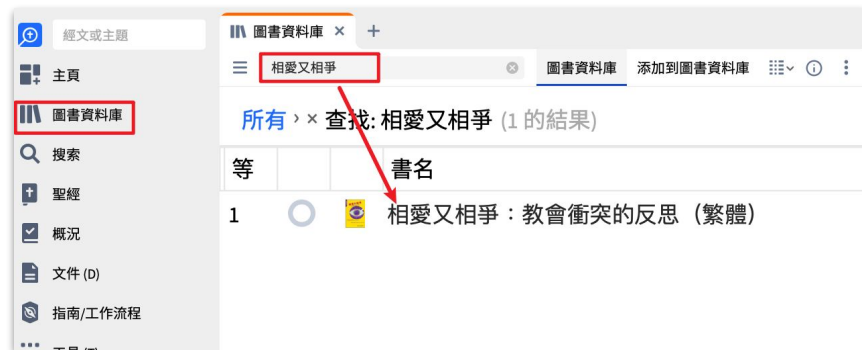 經文或主題
主頁
圖書資料庫
搜索
聖經
概況
文件 (D)
指南/工作流程
圖書資料庫 × +
相愛又相爭
圖書資料庫 添加到圖書資料庫
所有 › × 查找: 相愛又相爭 (1 的結果)
等 書名
1 相愛又相爭：教會衝突的反思（繁體）